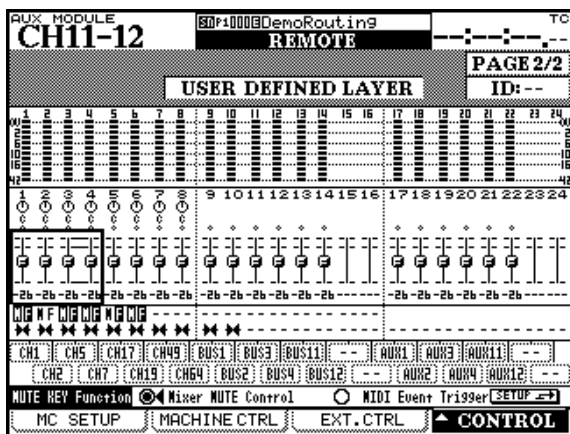 AUX MODULE
CH11-12
DemoRouting
REMOTE
TC
--:--:--.--
PAGE 2/2
USER DEFINED LAYER
ID: --
1 2 3 4 5 6 7 8 9 10 11 12 13 14 15 16 17 18 19 20 21 22 23 24
1 2 3 4 5 6 7 8 9 10 11 12 13 14 15 16 17 18 19 20 21 22 23 24
C C C C C C C C
-26 -26 -26 -26 -26 -26 -26 -26 -26 -26 -26 -26 -26 -26 ---- -26 -26 -26 -26 -26 -26 ----
CH1 CH5 CH17 CH49 BUS1 BUS3 BUS11 -- AUX1 AUX3 AUX11 --
CH2 CH7 CH19 CH64 BUS2 BUS4 BUS12 -- AUX2 AUX4 AUX12 --
MUTE KEY Function Mixer MUTE Control MIDI Event Trigger SETUP
MC SETUP MACHINE CTRL EXT.CTRL CONTROL